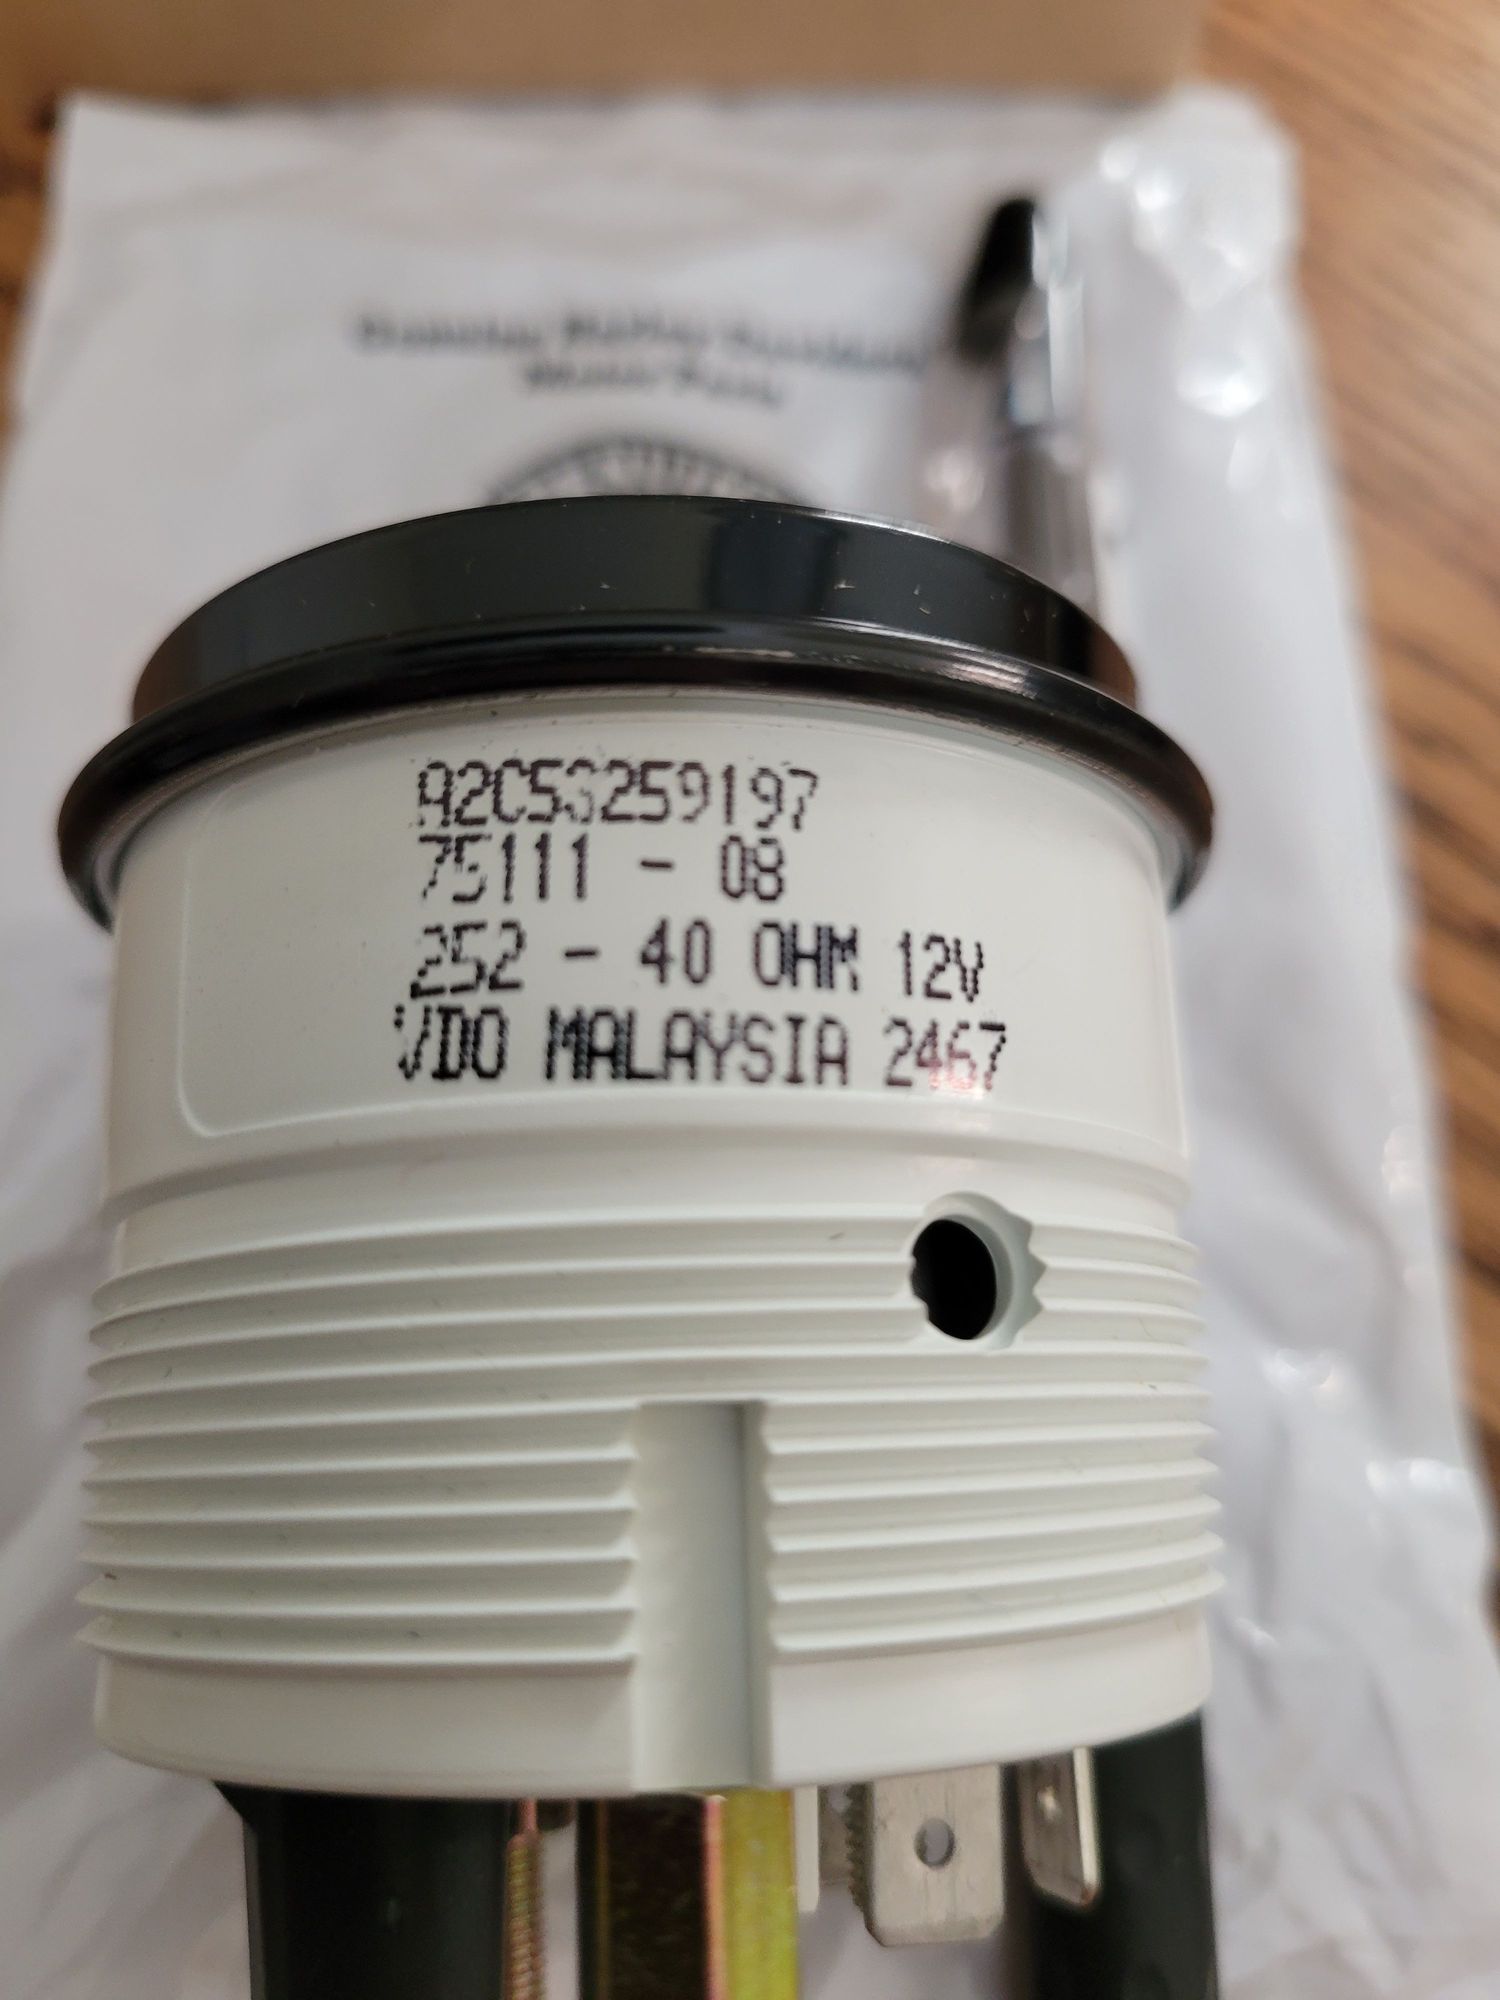 A2C53259197
75111 - 08
252 - 40 OHM 12V
VDO MALAYSIA 2467